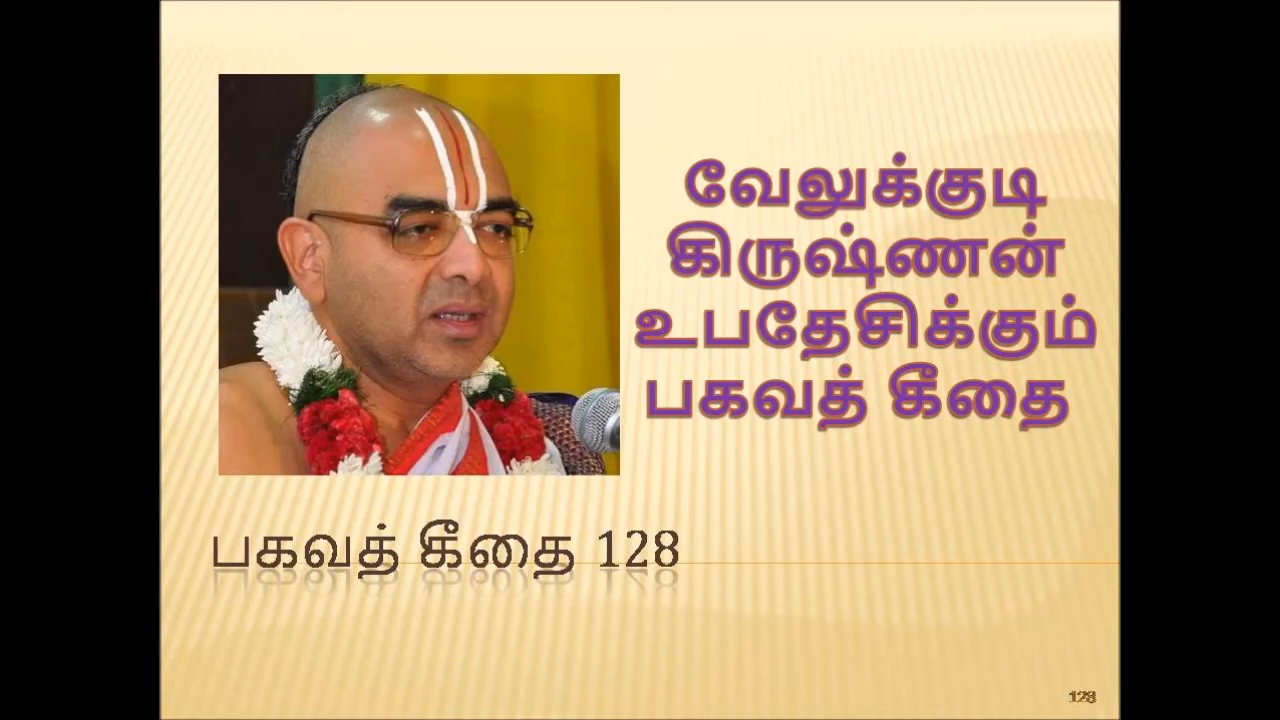 வேலுக்குடி
கிருஷ்ணன்
உபதேசிக்கும்
பகவத் கீதை
பகவத் கீதை 128
128